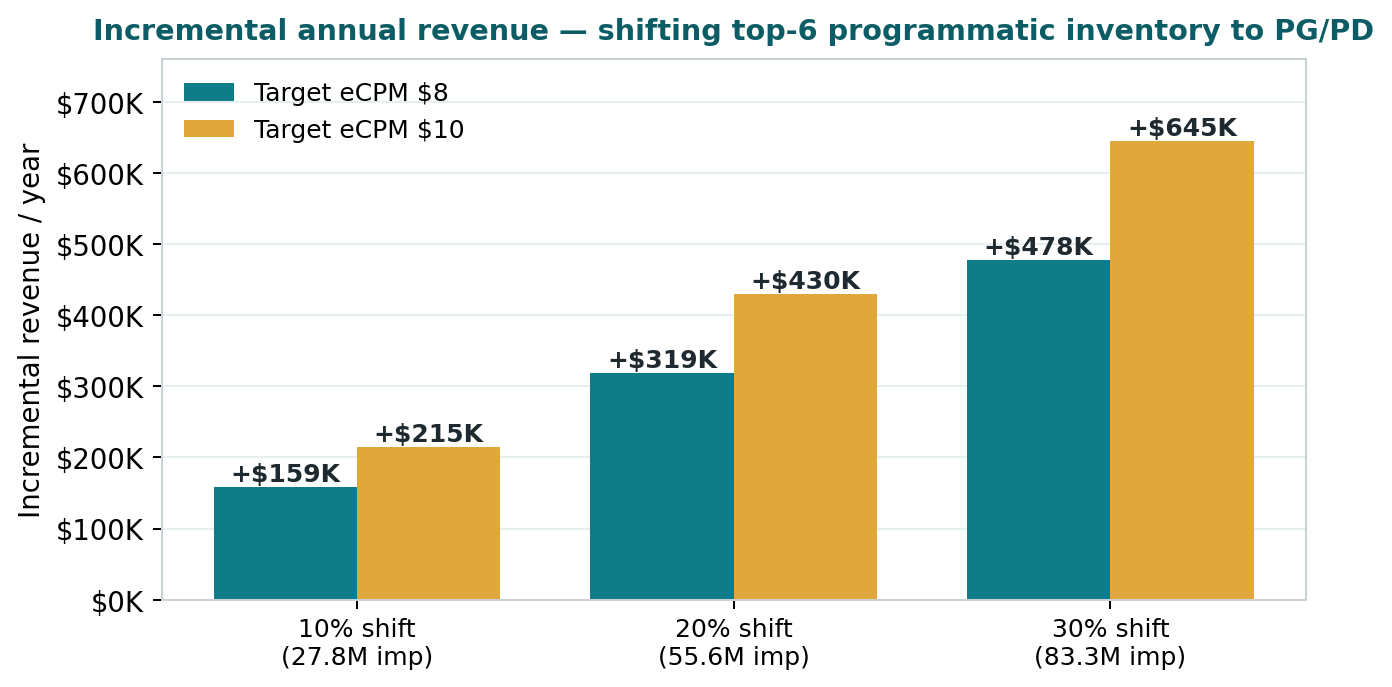 Incremental annual revenue — shifting top-6 programmatic inventory to PG/PD
Target eCPM $8
Target eCPM $10
Incremental revenue / year
$700K
$600K
$500K
$400K
$300K
$200K
$100K
$0K
+$159K
+$215K
+$319K
+$430K
+$478K
+$645K
10% shift
(27.8M imp)
20% shift
(55.6M imp)
30% shift
(83.3M imp)